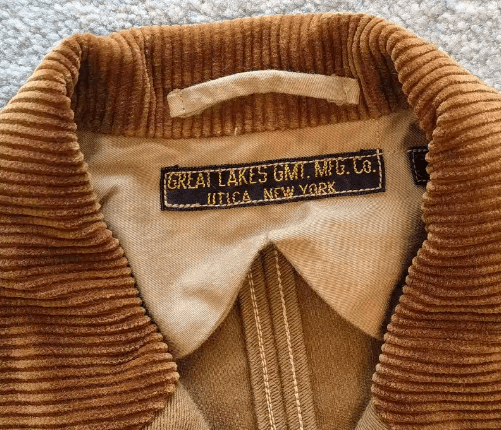 GREAT LAKES GMT. MFG. Co.
UTICA, NEW YORK